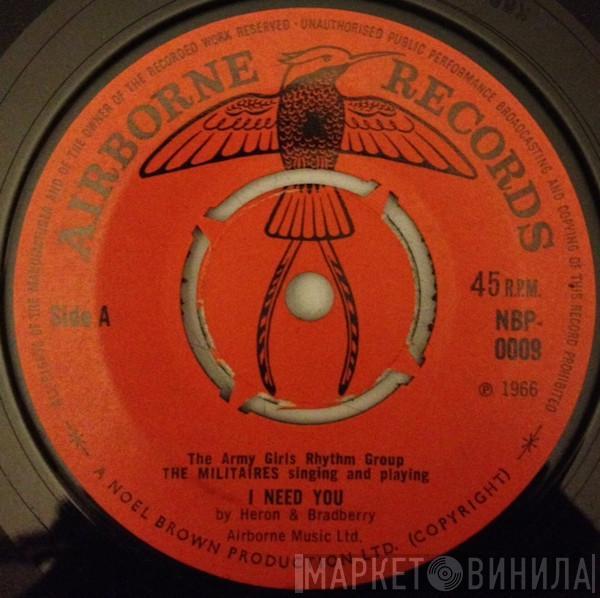 ALL RIGHTS OF THE MANUFACTURER AND OF THE OWNER OF THE RECORDED WORK RESERVED · UNAUTHORISED PUBLIC PERFORMANCE BROADCASTING AND COPYING OF THIS RECORD PROHIBITED
AIRBORNE RECORDS
Side A
45 R.P.M.
NBP-
0009
℗ 1966
The Army Girls Rhythm Group
THE MILITAIRES singing and playing
I NEED YOU
by Heron & Bradberry
Airborne Music Ltd.
A NOEL BROWN PRODUCTION LTD. (COPYRIGHT)
МАРКЕТ ВИНИЛА